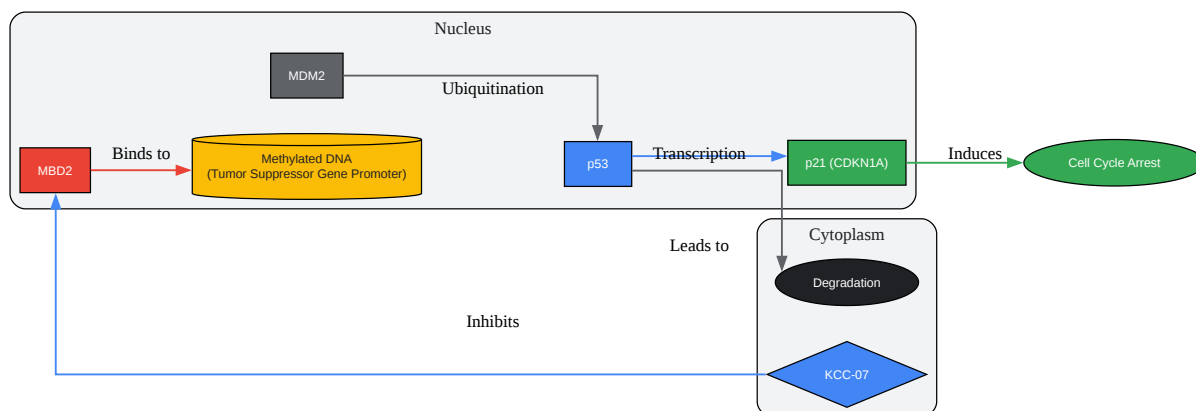 Nucleus
MDM2
Ubiquitination
MBD2
Binds to
Methylated DNA
(Tumor Suppressor Gene Promoter)
p53
Transcription
p21 (CDKN1A)
Induces
Cell Cycle Arrest
Cytoplasm
Leads to
Degradation
Inhibits
KCC-07